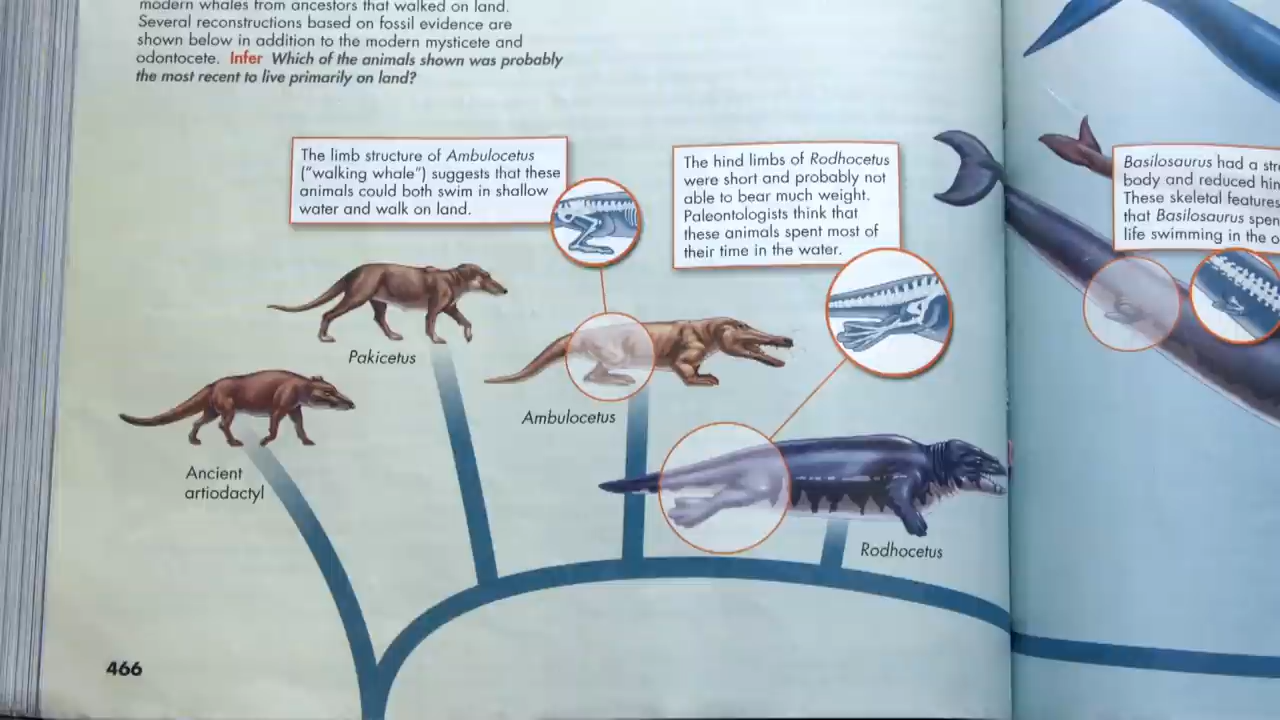 modern whales from ancestors that walked on land.
Several reconstructions based on fossil evidence are
shown below in addition to the modern mysticete and
odontocete. Infer Which of the animals shown was probably
the most recent to live primarily on land?
The limb structure of Ambulocetus
("walking whale") suggests that these
animals could both swim in shallow
water and walk on land.
The hind limbs of Rodhocetus
were short and probably not
able to bear much weight.
Paleontologists think that
these animals spent most of
their time in the water.
Basilosaurus had a
body and reduced
These skeletal features
that Basilosaurus
life swimming in the
Pakicetus
Ambulocetus
Ancient
artiodactyl
Rodhocetus
466